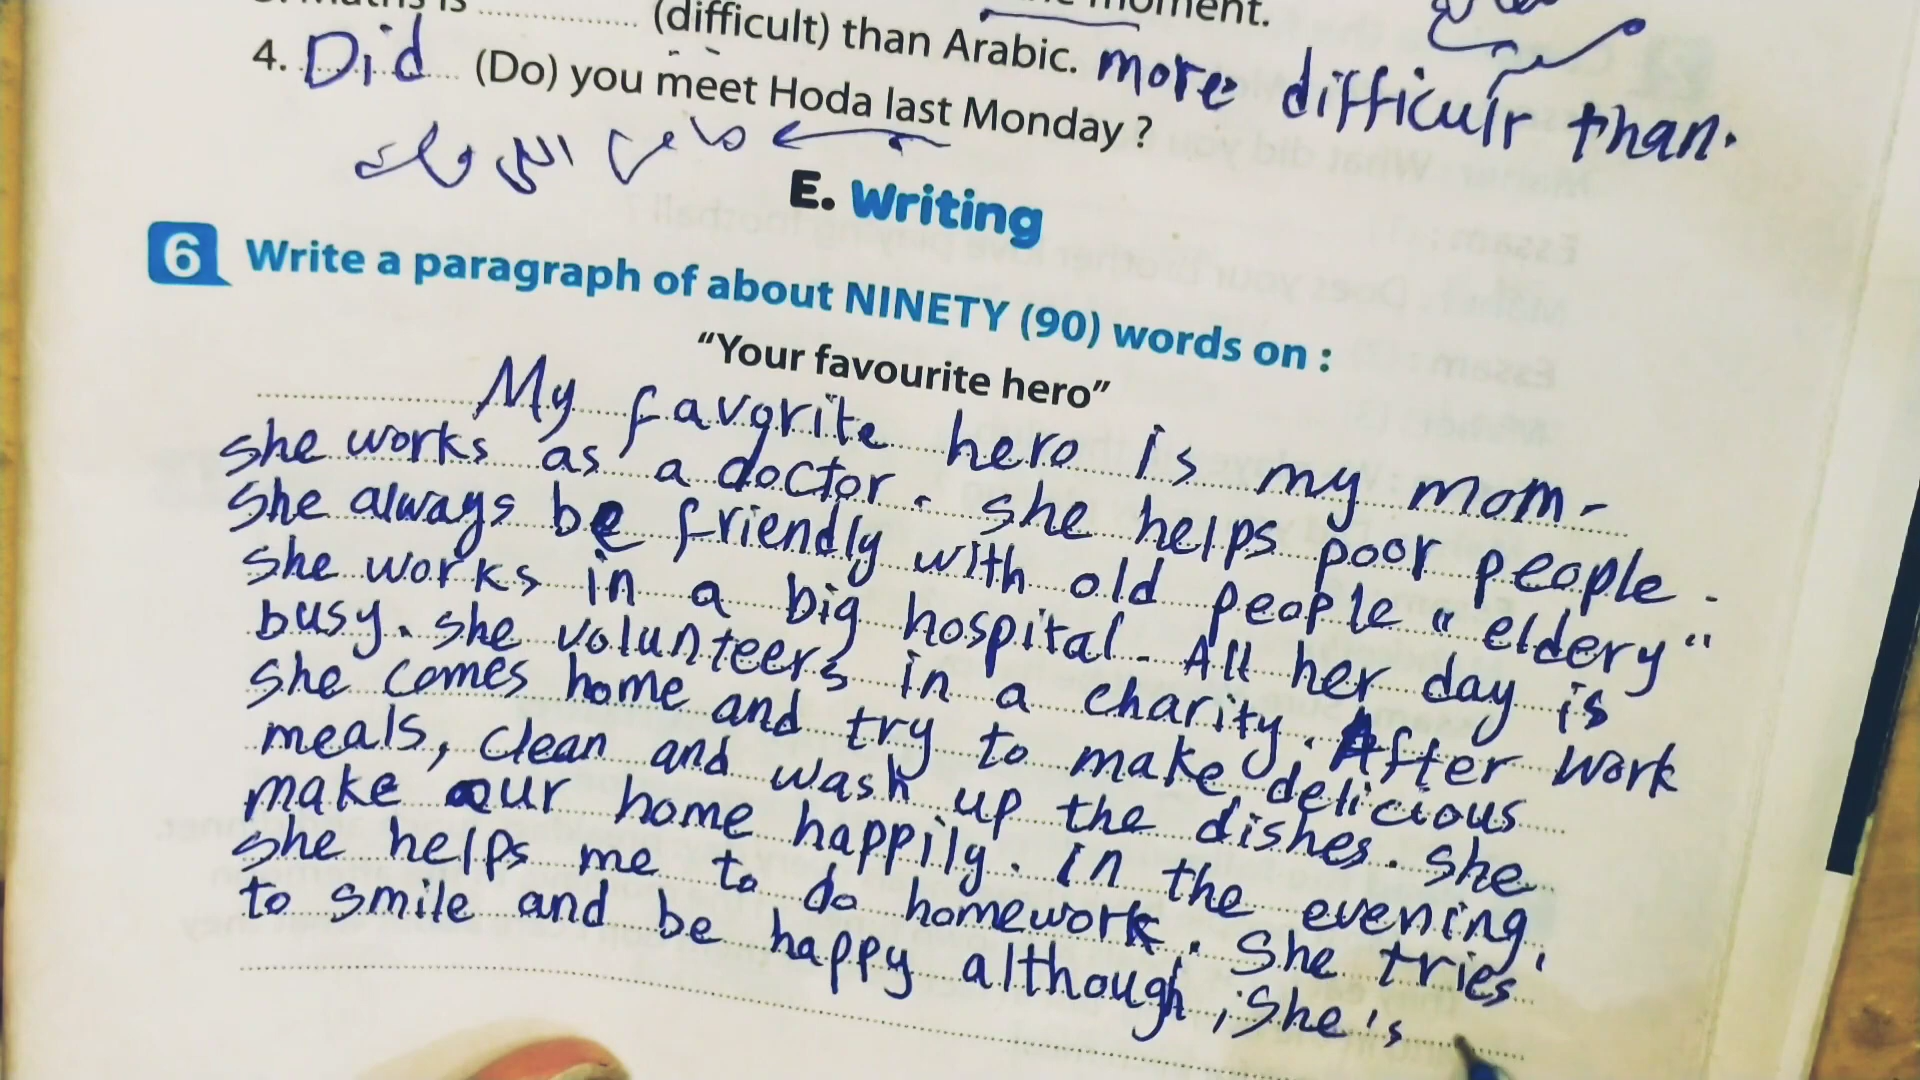 is ............ (difficult) than Arabic. more difficulr than.
4. Did (Do) you meet Hoda last Monday ?
E. Writing
6 Write a paragraph of about NINETY (90) words on :
"Your favourite hero"
My favorite hero is my mom-
she works as a doctor. she helps poor people.
She always be friendly with old people "eldery"
she works in a big hospital. All her day is
busy. she volunteers in a charity. After work
she comes home and try to make delicious
meals, clean and wash up the dishes. she
make our home happily. in the evening,
she helps me to do homework. She tries
to smile and be happy although, she's